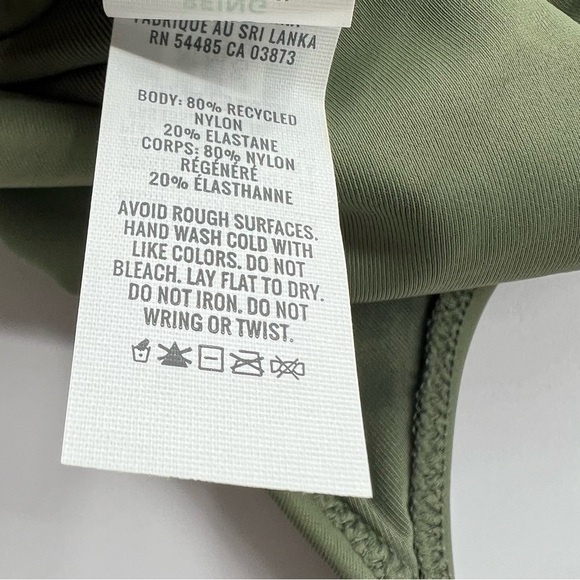 BEING
FABRIQUÉ AU SRI LANKA
RN 54485 CA 03873
BODY: 80% RECYCLED
NYLON
20% ELASTANE
CORPS: 80% NYLON
RÉGÉNÉRÉ
20% ÉLASTHANNE
AVOID ROUGH SURFACES.
HAND WASH COLD WITH
LIKE COLORS. DO NOT
BLEACH. LAY FLAT TO DRY.
DO NOT IRON. DO NOT
WRING OR TWIST.